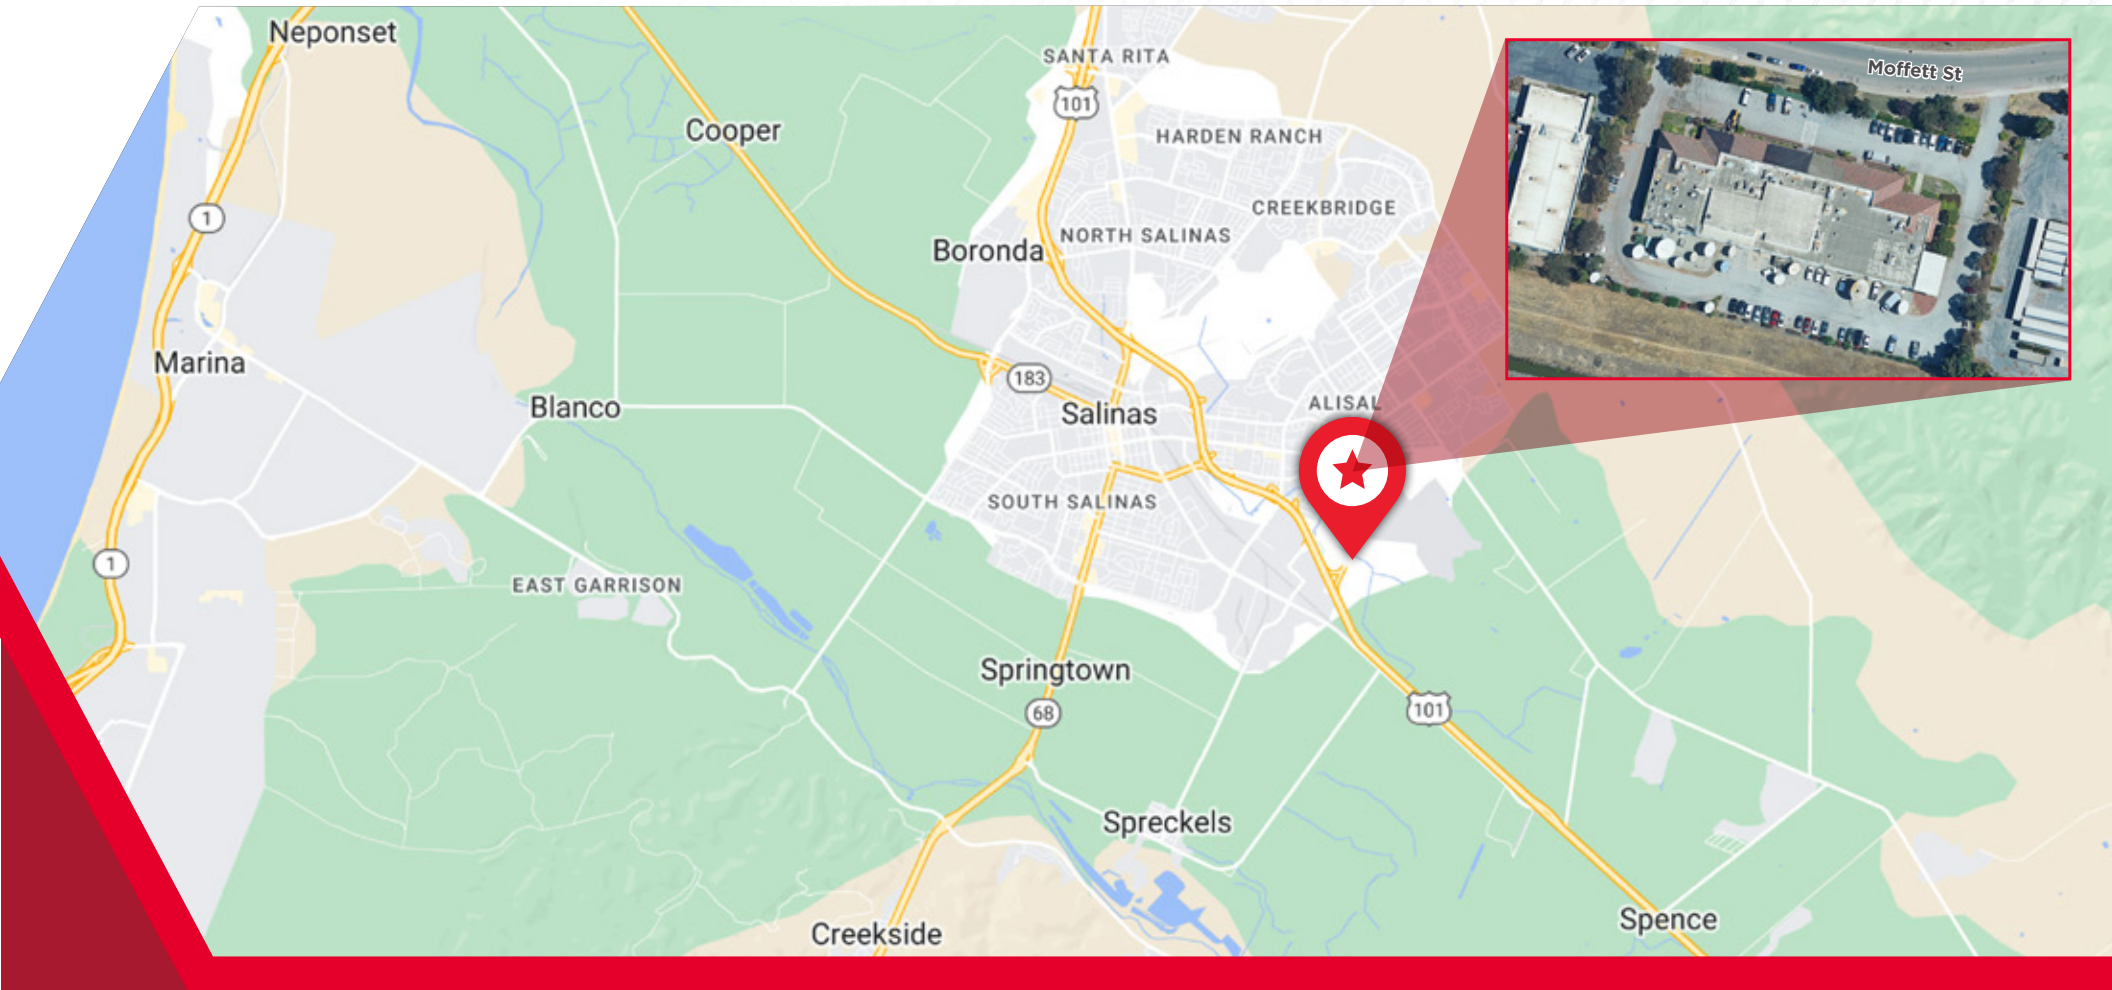 Neponset
SANTA RITA
Moffett St
101
Cooper
HARDEN RANCH
CREEKBRIDGE
1
NORTH SALINAS
Boronda
Marina
183
ALISAL
Blanco
Salinas
SOUTH SALINAS
1
EAST GARRISON
Springtown
68
101
Spreckels
Spence
Creekside